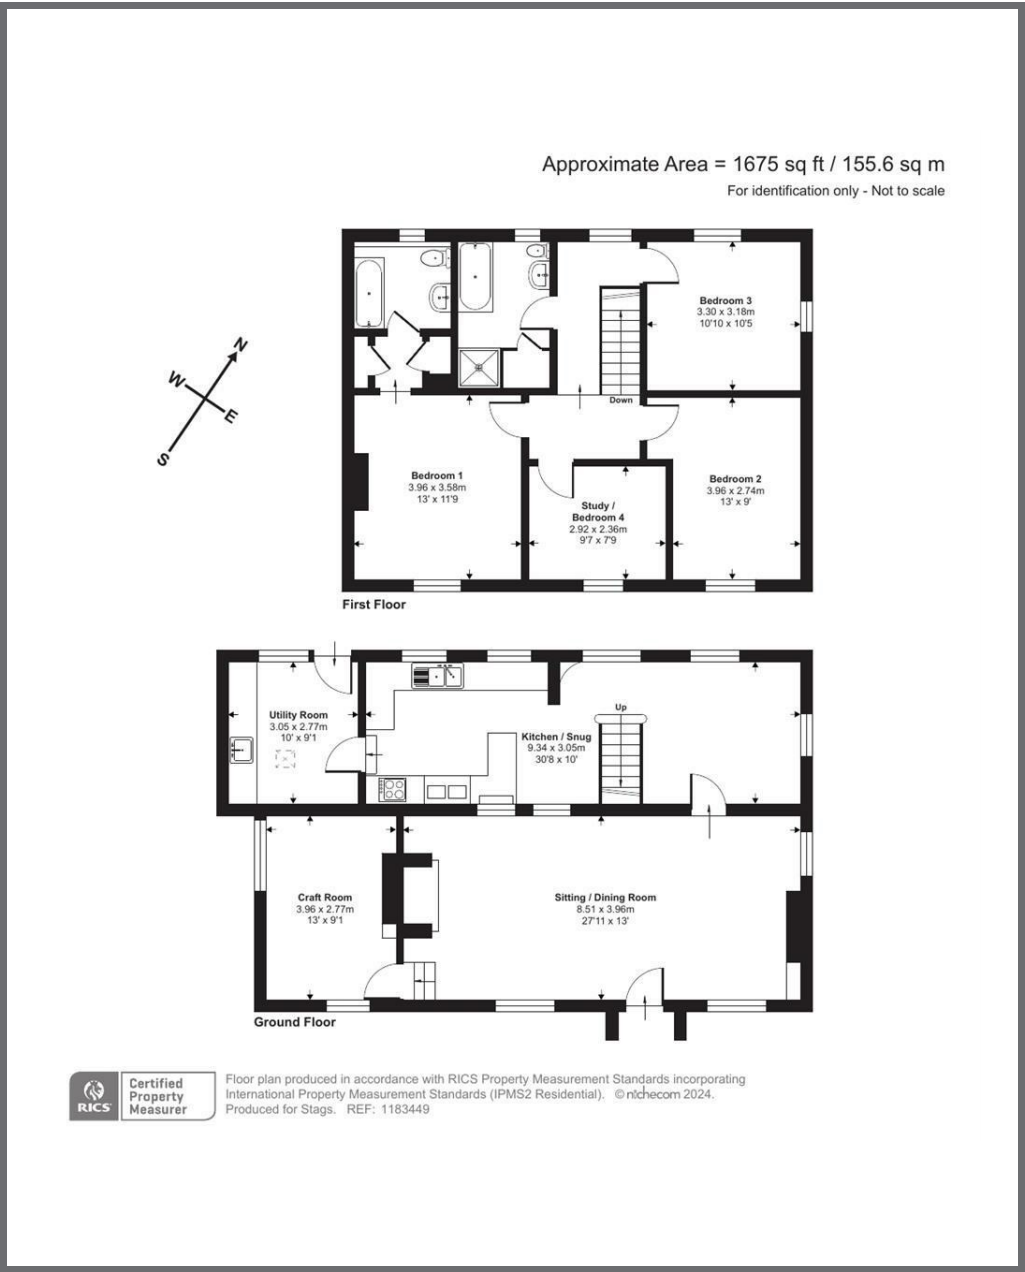 Approximate Area = 1675 sq ft / 155.6 sq m
For identification only - Not to scale
N
W
E
S
Bedroom 3
3.30 x 3.18m
10'10 x 10'5
Down
Bedroom 1
3.96 x 3.58m
13' x 11'9
Bedroom 2
3.96 x 2.74m
13' x 9'
Study /
Bedroom 4
2.92 x 2.36m
9'7 x 7'9
First Floor
Utility Room
3.05 x 2.77m
10' x 9'1
Up
Kitchen / Snug
9.34 x 3.05m
30'8 x 10'
Craft Room
3.96 x 2.77m
13' x 9'1
Sitting / Dining Room
8.51 x 3.96m
27'11 x 13'
Ground Floor
RICS
Certified
Property
Measurer
Floor plan produced in accordance with RICS Property Measurement Standards incorporating
International Property Measurement Standards (IPMS2 Residential). © nichecom 2024.
Produced for Stags. REF: 1183449